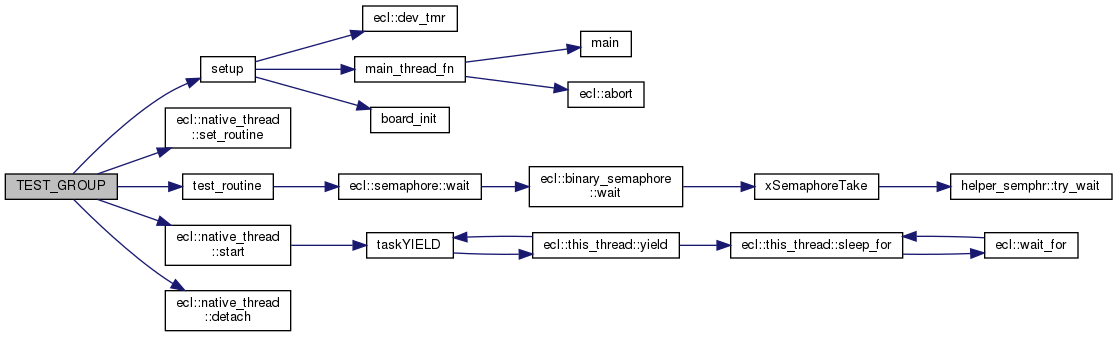 ecl::dev_tmr
main
setup
main_thread_fn
ecl::abort
ecl::native_thread
::set_routine
board_init
TEST_GROUP
test_routine
ecl::semaphore::wait
ecl::binary_semaphore
::wait
xSemaphoreTake
helper_semphr::try_wait
ecl::native_thread
::start
taskYIELD
ecl::this_thread::yield
ecl::this_thread::sleep_for
ecl::wait_for
ecl::native_thread
::detach